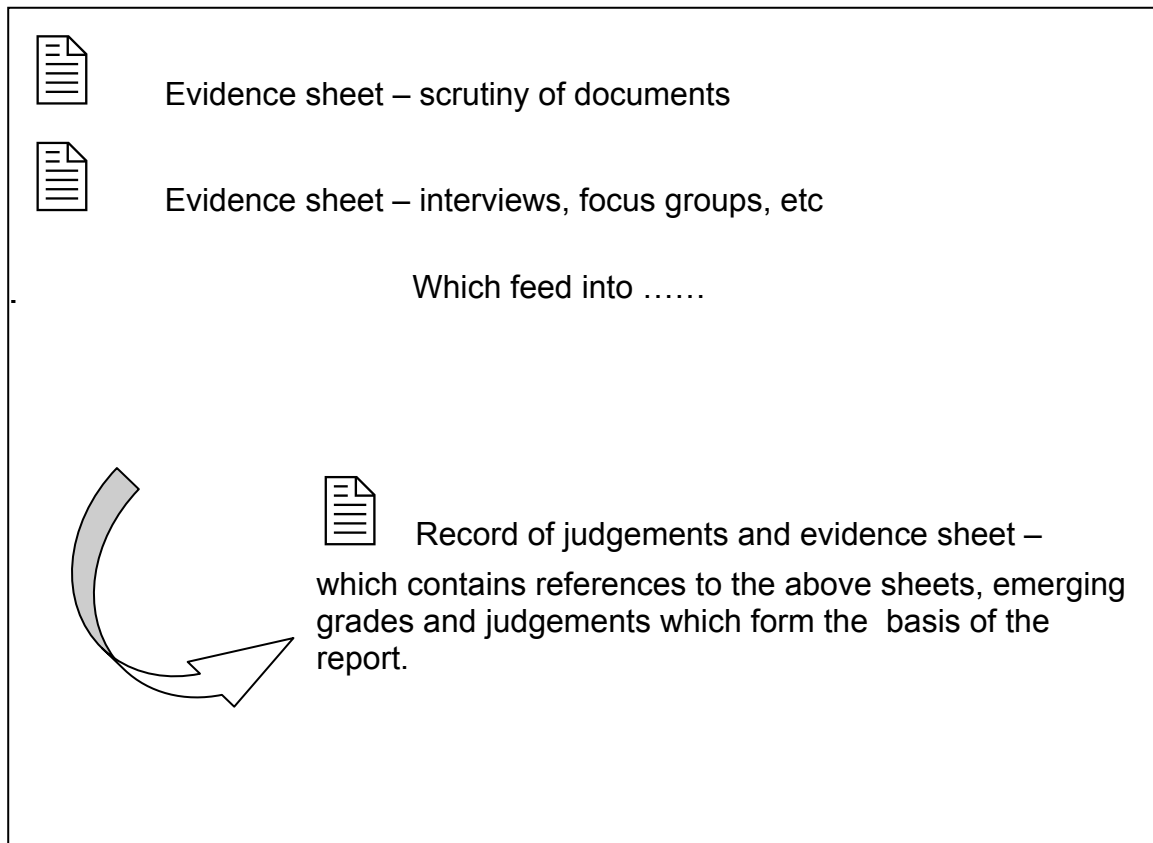 Evidence sheet – scrutiny of documents
Evidence sheet – interviews, focus groups, etc
Which feed into ……
Record of judgements and evidence sheet –
which contains references to the above sheets, emerging
grades and judgements which form the  basis of the
report.